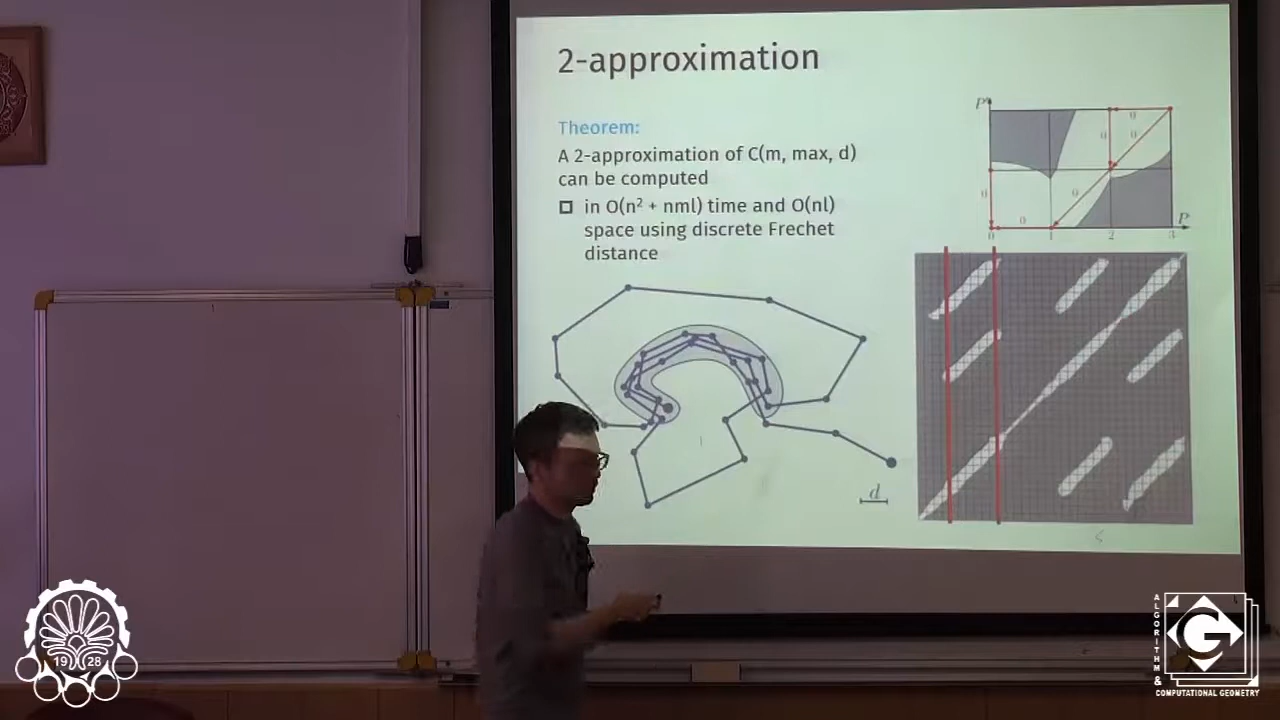 2-approximation
Theorem:
A 2-approximation of C(m, max, d)
can be computed
in O(n² + nml) time and O(nl)
space using discrete Frechet
distance
P
0
0
0
0
0
0
P
0
1
2
3
d
19 28
ALGORITHM &
G
COMPUTATIONAL GEOMETRY